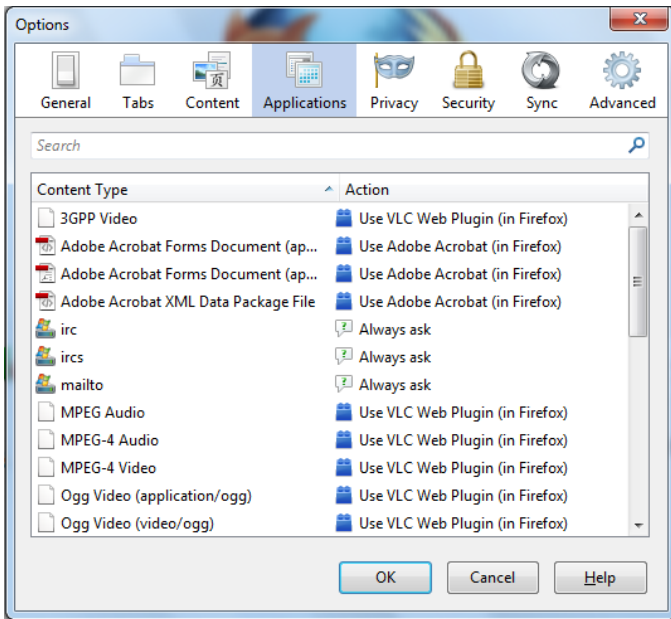 Options
General Tabs Content Applications Privacy Security Sync Advanced
页
Search
Content Type Action
3GPP Video Use VLC Web Plugin (in Firefox)
Adobe Acrobat Forms Document (ap... Use Adobe Acrobat (in Firefox)
Adobe Acrobat Forms Document (ap... Use Adobe Acrobat (in Firefox)
Adobe Acrobat XML Data Package File Use Adobe Acrobat (in Firefox)
irc Always ask
ircs Always ask
mailto Always ask
MPEG Audio Use VLC Web Plugin (in Firefox)
MPEG-4 Audio Use VLC Web Plugin (in Firefox)
MPEG-4 Video Use VLC Web Plugin (in Firefox)
Ogg Video (application/ogg) Use VLC Web Plugin (in Firefox)
Ogg Video (video/ogg) Use VLC Web Plugin (in Firefox)
OK Cancel Help